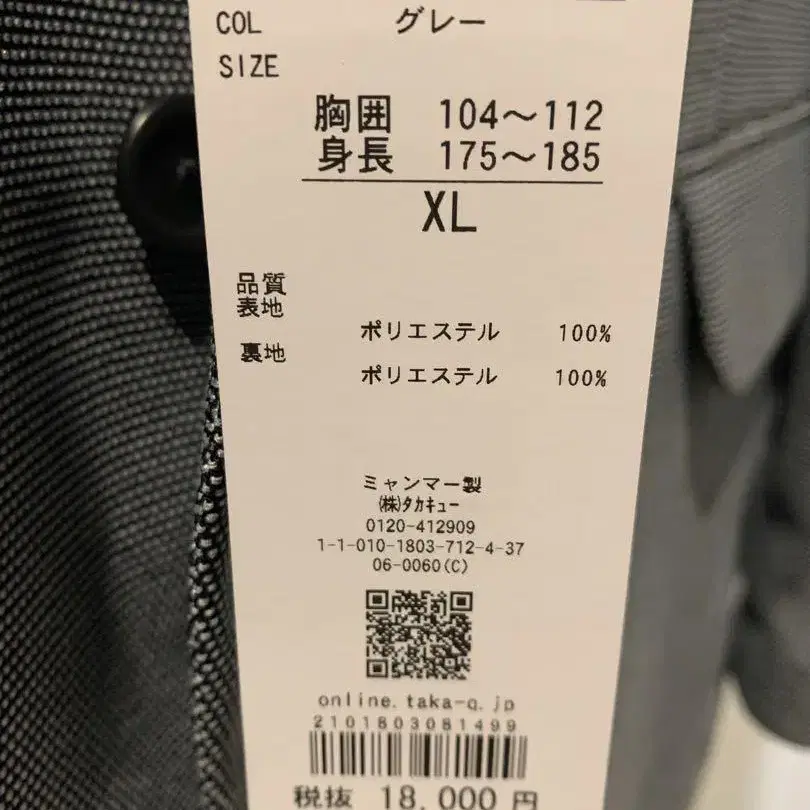 COL グレー
SIZE
胸囲 104～112
身長 175～185
XL
品質
表地
ポリエステル 100%
裏地
ポリエステル 100%
ミャンマー製
㈱タカキュー
0120-412909
1-1-010-1803-712-4-37
06-0060(C)
online.taka-q.jp
2101803081499
税抜 18,000 円